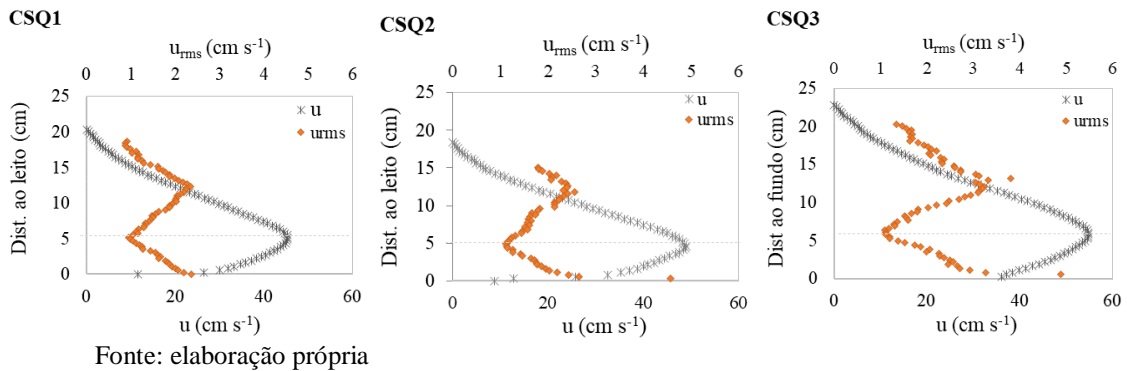 CSQ1
u_rms (cm s⁻¹)
0 1 2 3 4 5 6
25
20
15
10
5
0
Dist. ao leito (cm)
u
urms
0 20 40 60
u (cm s⁻¹)
CSQ2
u_rms (cm s⁻¹)
0 1 2 3 4 5 6
25
20
15
10
5
0
Dist. ao leito (cm)
u
urms
0 20 40 60
u (cm s⁻¹)
CSQ3
u_rms (cm s⁻¹)
0 1 2 3 4 5 6
25
20
15
10
5
0
Dist ao fundo (cm)
u
urms
0 20 40 60
u (cm s⁻¹)
Fonte: elaboração própria